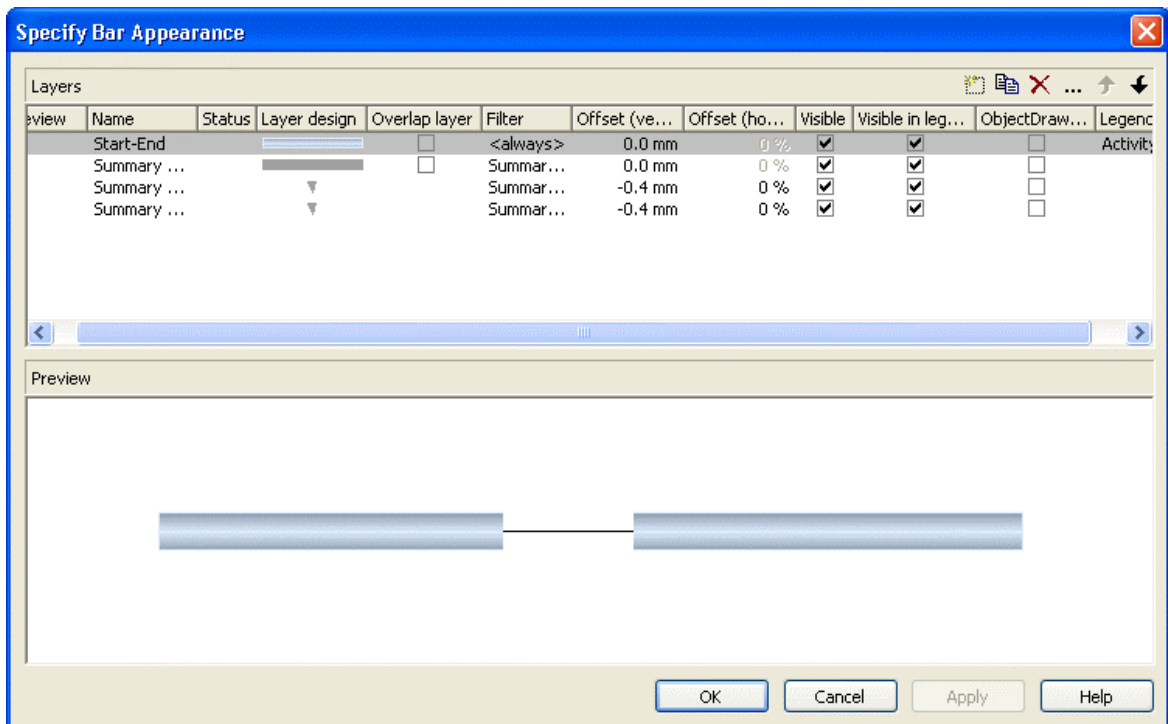 Specify Bar Appearance
Layers
...
eview Name Status Layer design Overlap layer Filter Offset (ve... Offset (ho... Visible Visible in leg... ObjectDraw... Legend
Start-End <always> 0.0 mm 0 % Activity
Summary ... Summar... 0.0 mm 0 %
Summary ... Summar... -0.4 mm 0 %
Summary ... Summar... -0.4 mm 0 %
Preview
OK Cancel Apply Help